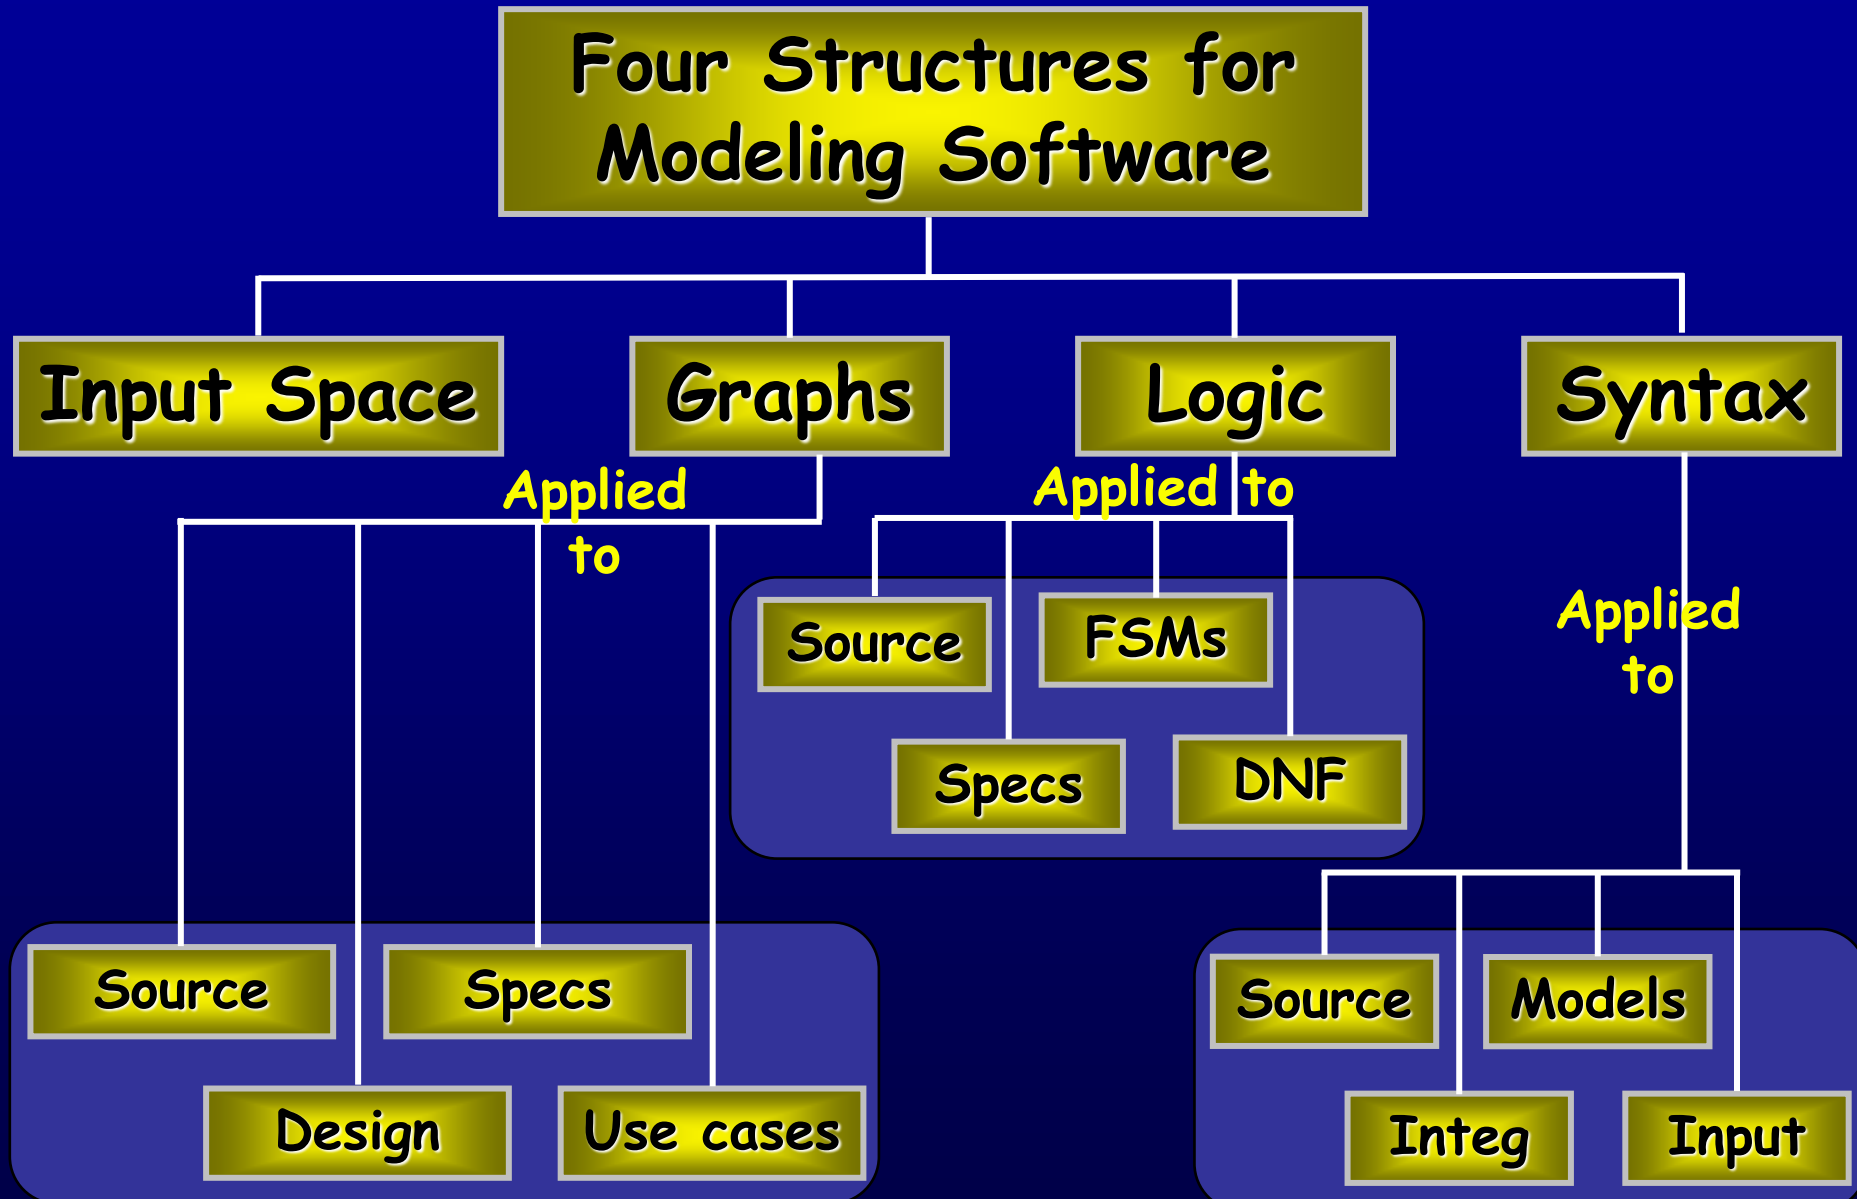 Four Structures for
Modeling Software
Input Space
Graphs
Logic
Syntax
Applied
to
Applied to
Applied
to
Source
FSMs
Specs
DNF
Source
Specs
Design
Use cases
Source
Models
Integ
Input